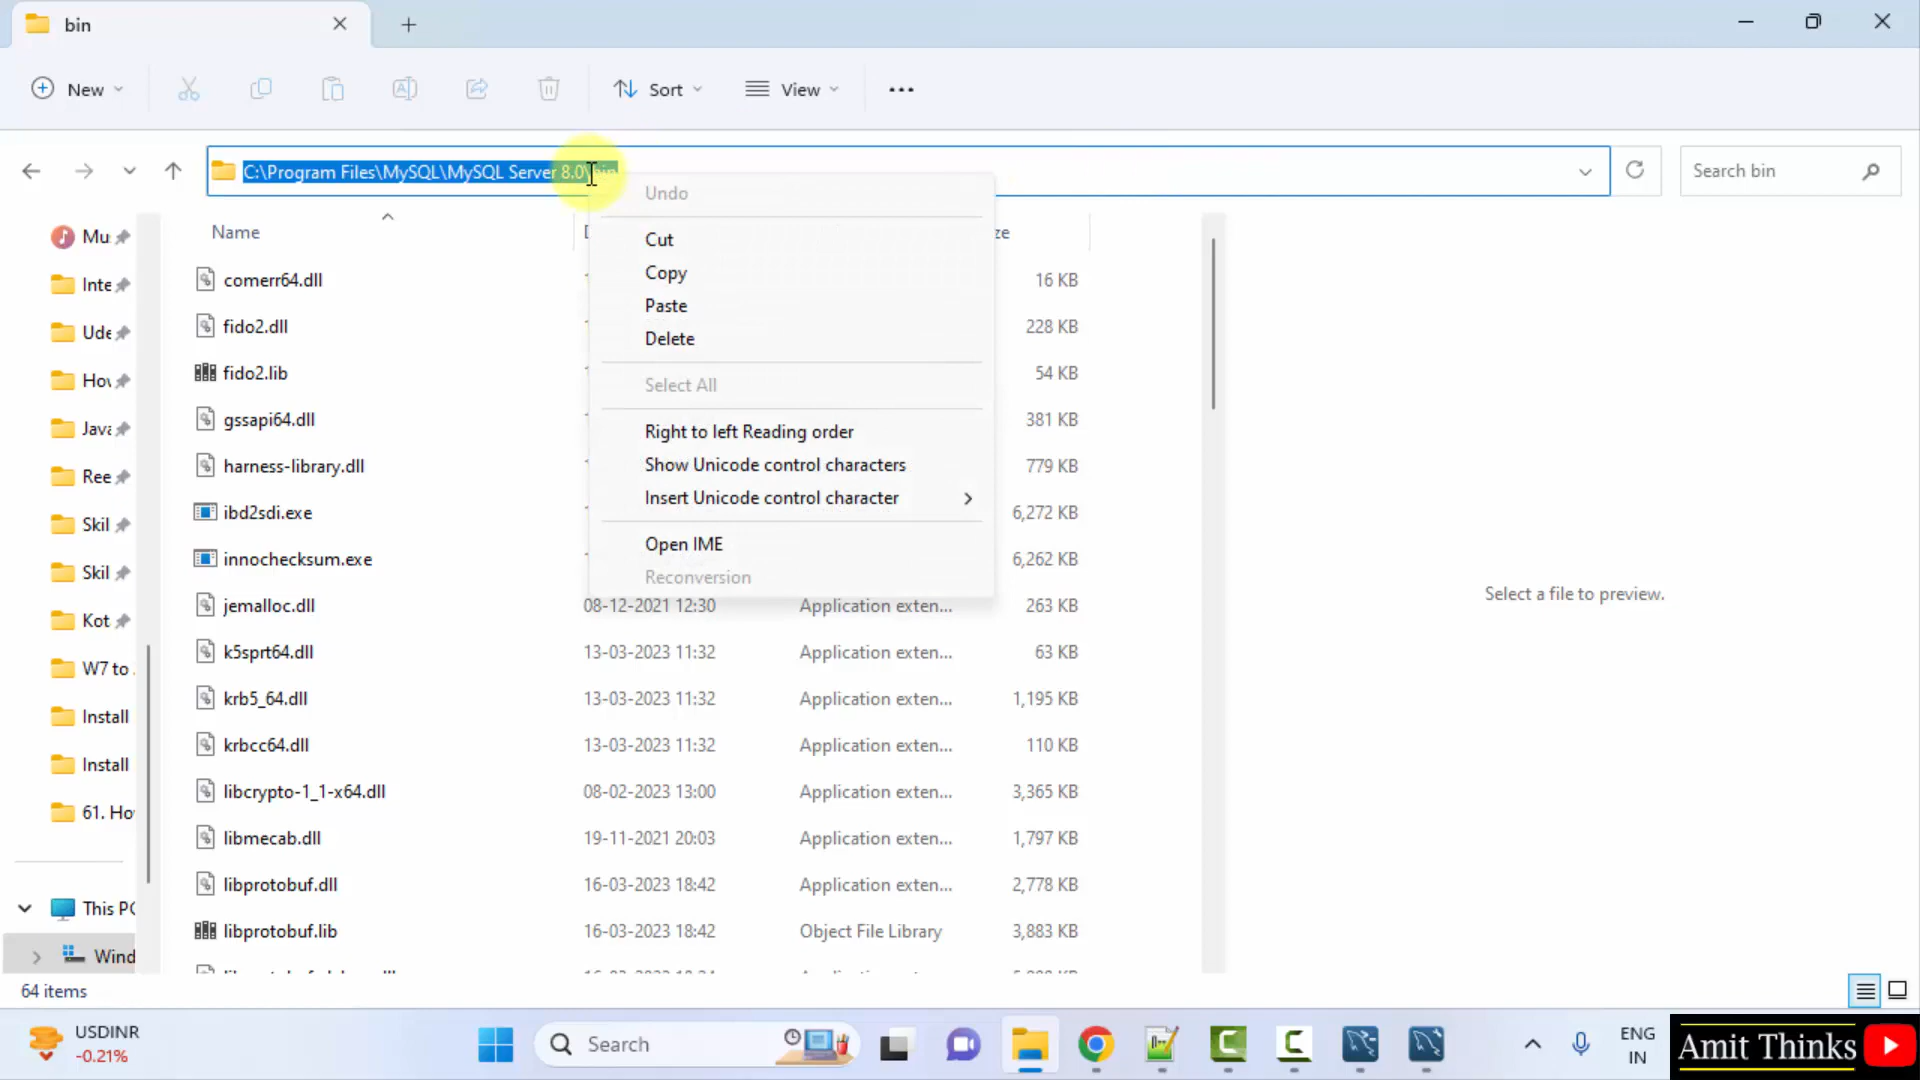 bin
New
Sort
View
C:\Program Files\MySQL\MySQL Server 8.0\bin
Search bin
Undo
Cut
Copy
Paste
Delete
Select All
Right to left Reading order
Show Unicode control characters
Insert Unicode control character
Open IME
Reconversion
Name
ze
comerr64.dll
16 KB
fido2.dll
228 KB
fido2.lib
54 KB
gssapi64.dll
381 KB
harness-library.dll
779 KB
ibd2sdi.exe
6,272 KB
innochecksum.exe
6,262 KB
jemalloc.dll 08-12-2021 12:30 Application exten... 263 KB
k5sprt64.dll 13-03-2023 11:32 Application exten... 63 KB
krb5_64.dll 13-03-2023 11:32 Application exten... 1,195 KB
krbcc64.dll 13-03-2023 11:32 Application exten... 110 KB
libcrypto-1_1-x64.dll 08-02-2023 13:00 Application exten... 3,365 KB
libmecab.dll 19-11-2021 20:03 Application exten... 1,797 KB
libprotobuf.dll 16-03-2023 18:42 Application exten... 2,778 KB
libprotobuf.lib 16-03-2023 18:42 Object File Library 3,883 KB
Mu
Inte
Ude
Hov
Java
Ree
Skil
Skil
Kot
W7 to
Install
Install
61. Ho
This PC
Wind
Select a file to preview.
64 items
USDINR
-0.21%
Search
ENG
IN
Amit Thinks